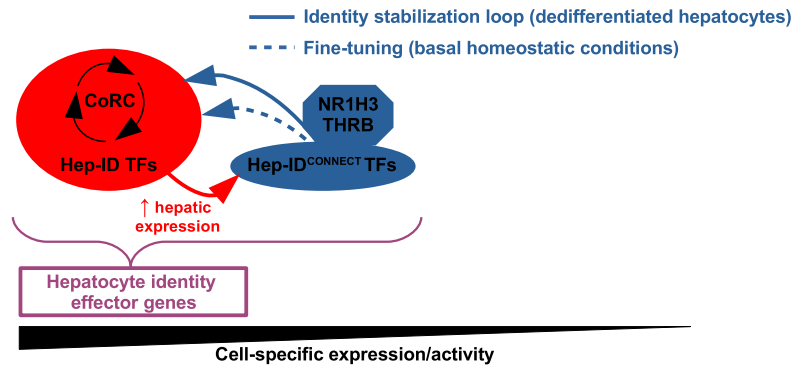 Identity stabilization loop (dedifferentiated hepatocytes)
Fine-tuning (basal homeostatic conditions)
CoRC
Hep-ID TFs
NR1H3
THRB
Hep-IDCONNECT TFs
↑ hepatic
expression
Hepatocyte identity
effector genes
Cell-specific expression/activity